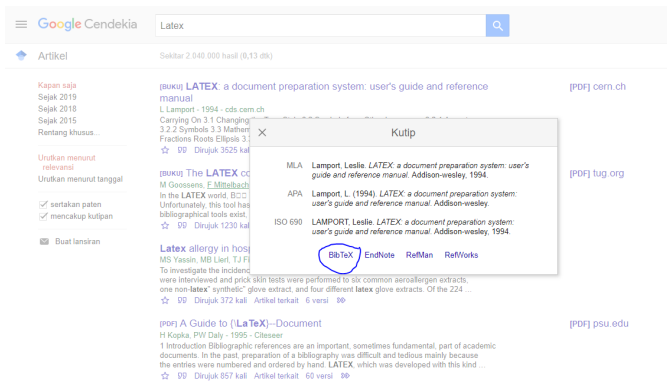 Google Cendekia
Latex
Artikel
Sekitar 2.040.000 hasil (0,13 dtk)
Kapan saja
Sejak 2019
Sejak 2018
Sejak 2015
Rentang khusus...
Urutkan menurut
relevansi
Urutkan menurut tanggal
sertakan paten
mencakup kutipan
Buat lansiran
[BUKU] LATEX: a document preparation system: user's guide and reference
manual
[PDF] cern.ch
L Lamport - 1994 - cds.cern.ch
Carrying On 3.1 Changing
3.2.2 Symbols 3.3 Mathem
Fractions Roots Ellipsis 3.
Dirujuk 3525 kal
[BUKU] The LATEX co
[PDF] tug.org
M Goossens, F Mittelbach
In the LATEX world, B
Unfortunately, this tool has
bibliographical tools exist,
Dirujuk 1230 kal
Kutip
MLA Lamport, Leslie. LATEX: a document preparation system: user's
guide and reference manual. Addison-wesley, 1994.
APA Lamport, L. (1994). LATEX: a document preparation system:
user's guide and reference manual. Addison-wesley.
ISO 690 LAMPORT, Leslie. LATEX: a document preparation system:
user's guide and reference manual. Addison-wesley, 1994.
BibTeX EndNote RefMan RefWorks
Latex allergy in hosp
MS Yassin, MB Lierl, TJ Fi
To investigate the incidenc
were interviewed and prick skin tests were performed to six common aeroallergen extracts,
one non-latex" synthetic" glove extract, and four different latex glove extracts. Of the 224 ...
Dirujuk 372 kali Artikel terkait 6 versi
[PDF] A Guide to {\LaTeX}--Document
[PDF] psu.edu
H Kopka, PW Daly - 1995 - Citeseer
1 Introduction Bibliographic references are an important, sometimes fundamental, part of academic
documents. In the past, preparation of a bibliography was difficult and tedious mainly because
the entries were numbered and ordered by hand. LATEX, which was developed with this kind ...
Dirujuk 857 kali Artikel terkait 60 versi